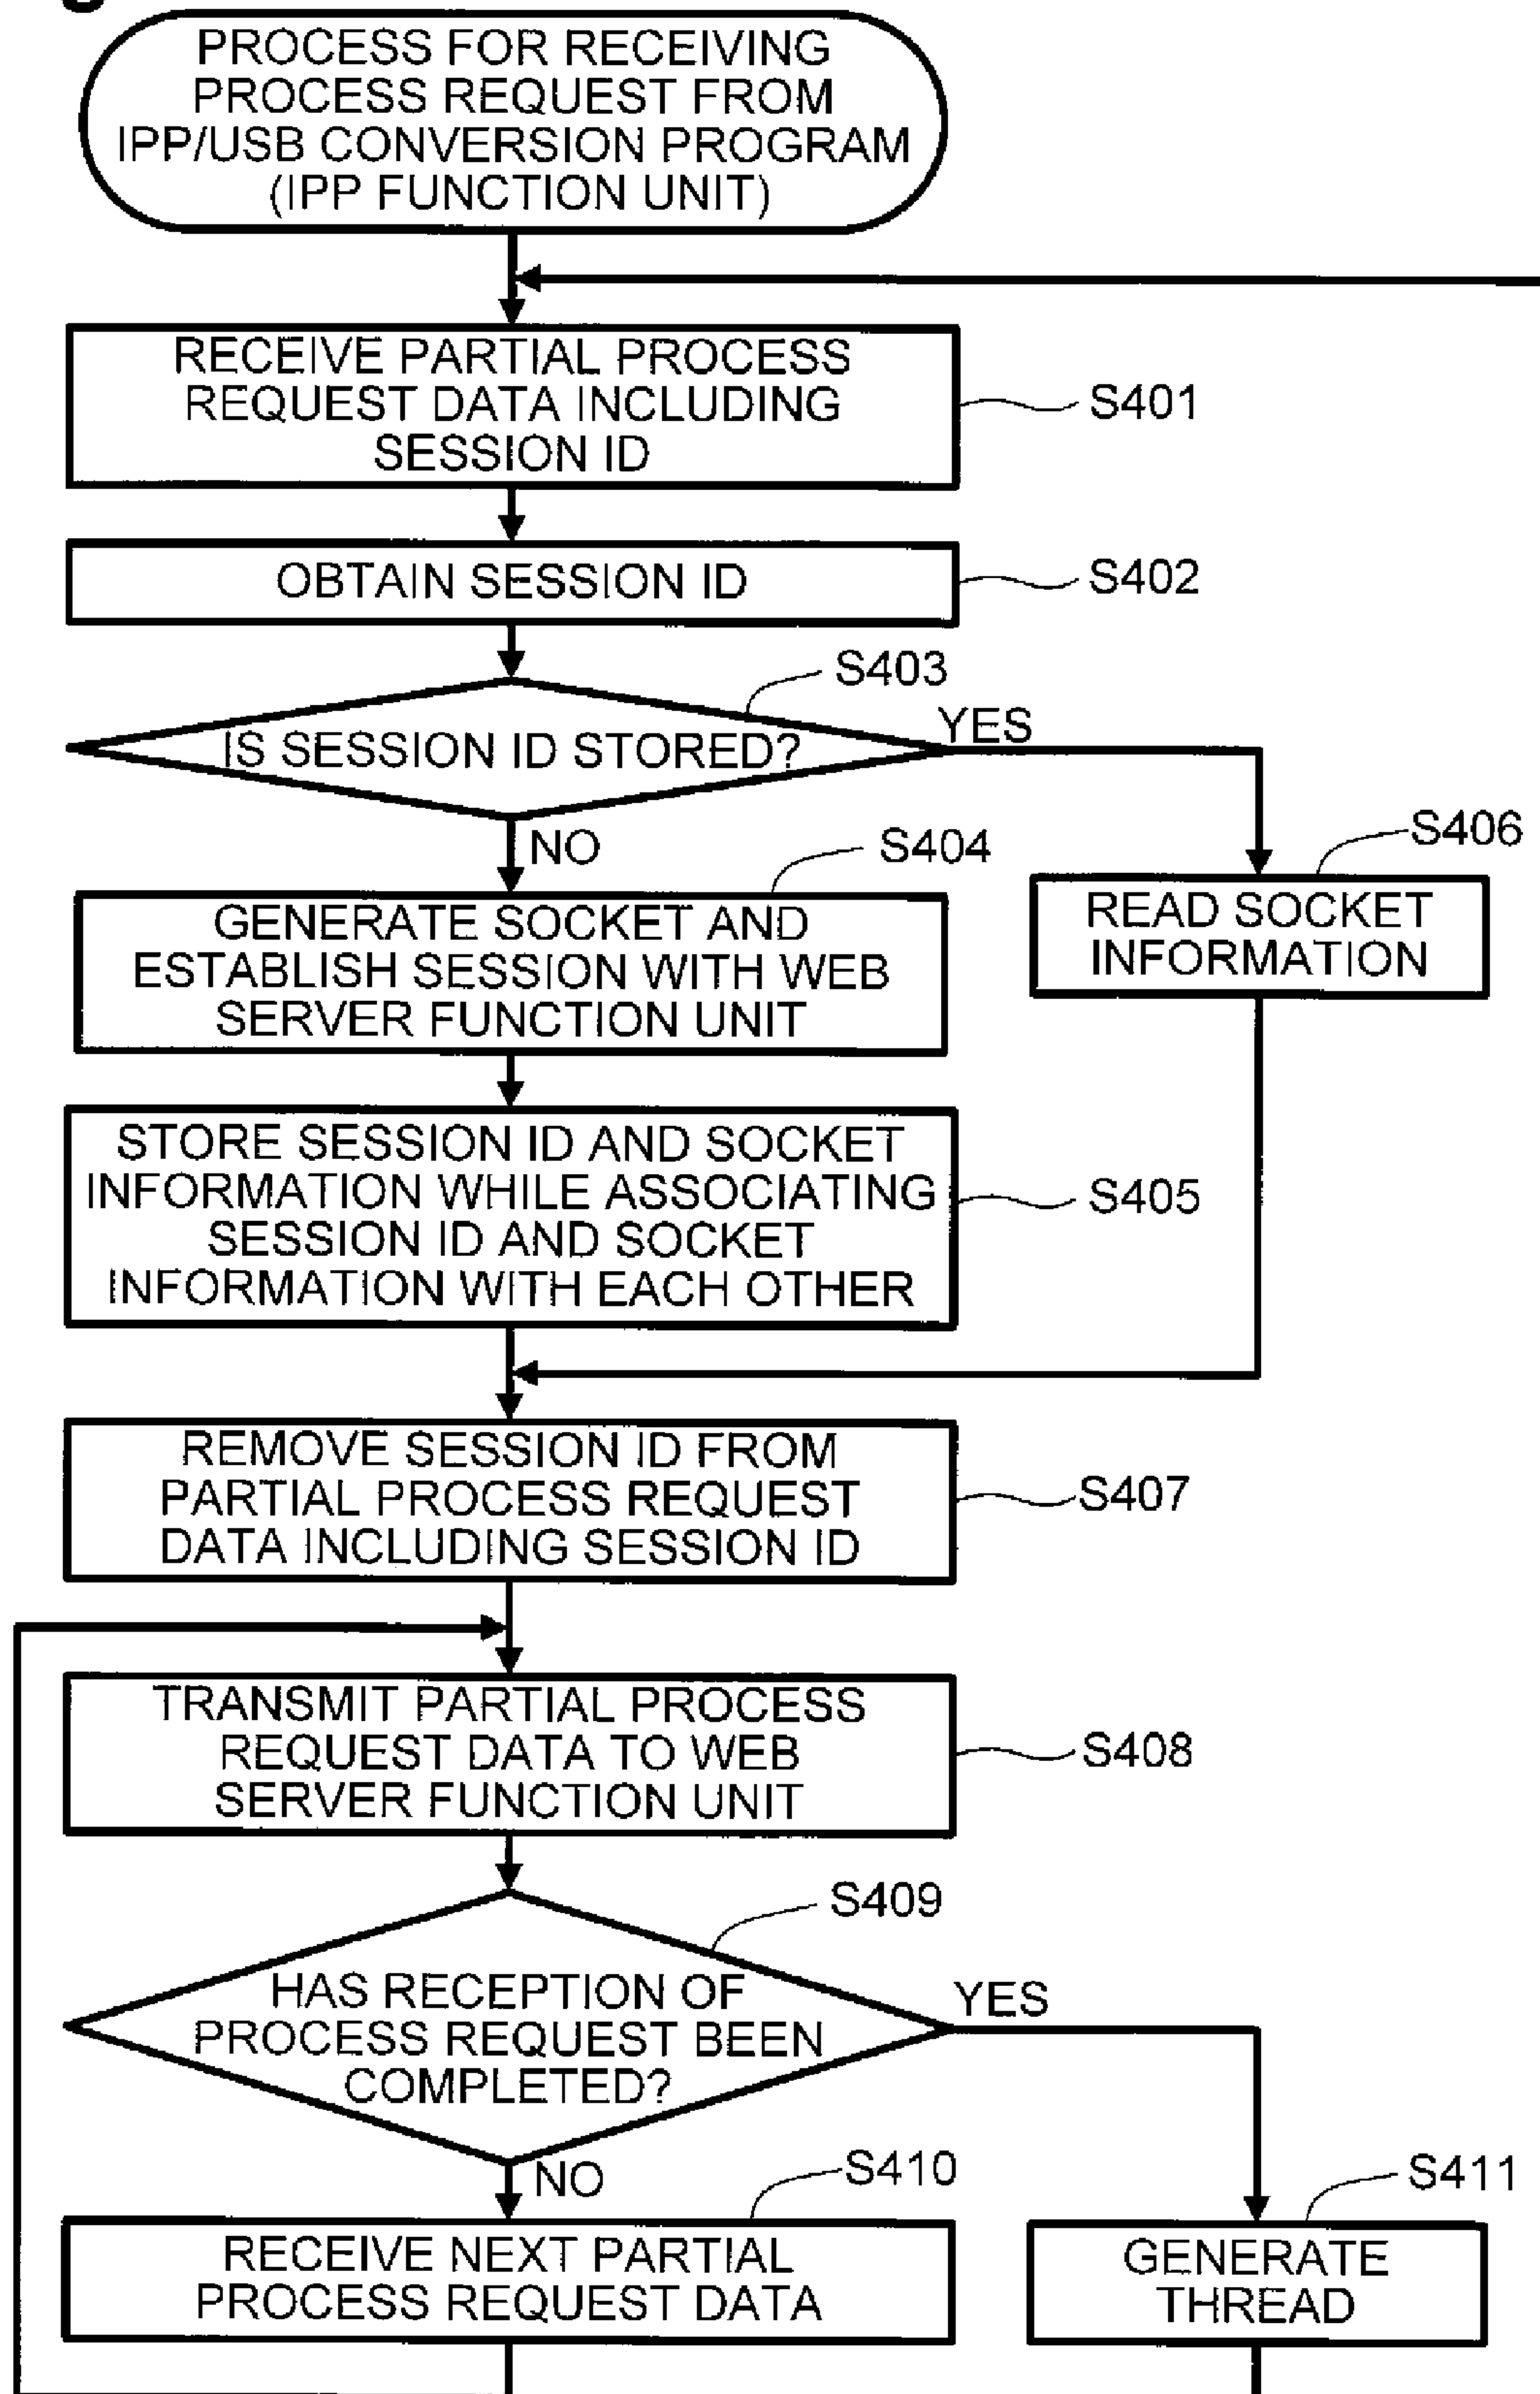 PROCESS FOR RECEIVING
PROCESS REQUEST FROM
IPP/USB CONVERSION PROGRAM
(IPP FUNCTION UNIT)
RECEIVE PARTIAL PROCESS
REQUEST DATA INCLUDING
SESSION ID
S401
OBTAIN SESSION ID
S402
S403
IS SESSION ID STORED?
YES
NO
S404
S406
GENERATE SOCKET AND
ESTABLISH SESSION WITH WEB
SERVER FUNCTION UNIT
READ SOCKET
INFORMATION
STORE SESSION ID AND SOCKET
INFORMATION WHILE ASSOCIATING
SESSION ID AND SOCKET
INFORMATION WITH EACH OTHER
S405
REMOVE SESSION ID FROM
PARTIAL PROCESS REQUEST
DATA INCLUDING SESSION ID
S407
TRANSMIT PARTIAL PROCESS
REQUEST DATA TO WEB
SERVER FUNCTION UNIT
S408
S409
HAS RECEPTION OF
PROCESS REQUEST BEEN
COMPLETED?
YES
NO
S410
S411
RECEIVE NEXT PARTIAL
PROCESS REQUEST DATA
GENERATE
THREAD